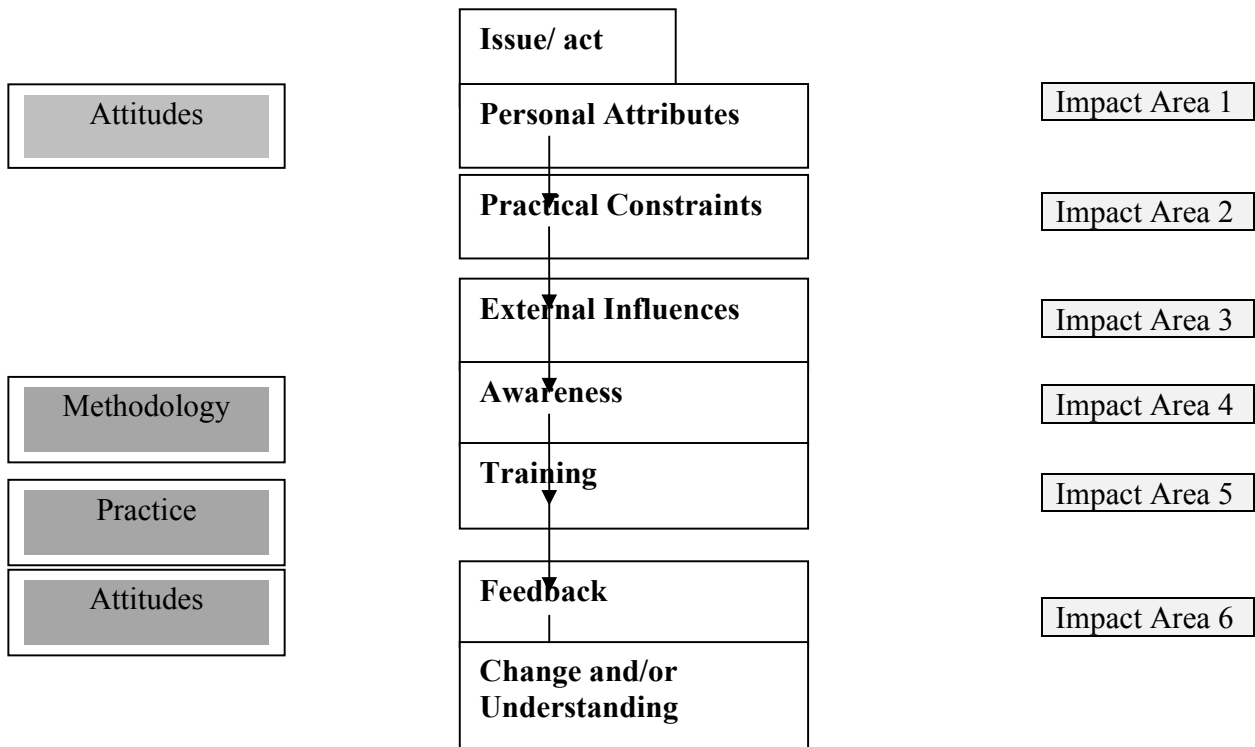 Issue/ act
Attitudes
Personal Attributes
Impact Area 1
Practical Constraints
Impact Area 2
External Influences
Impact Area 3
Methodology
Awareness
Impact Area 4
Training
Impact Area 5
Practice
Attitudes
Feedback
Impact Area 6
Change and/or
Understanding